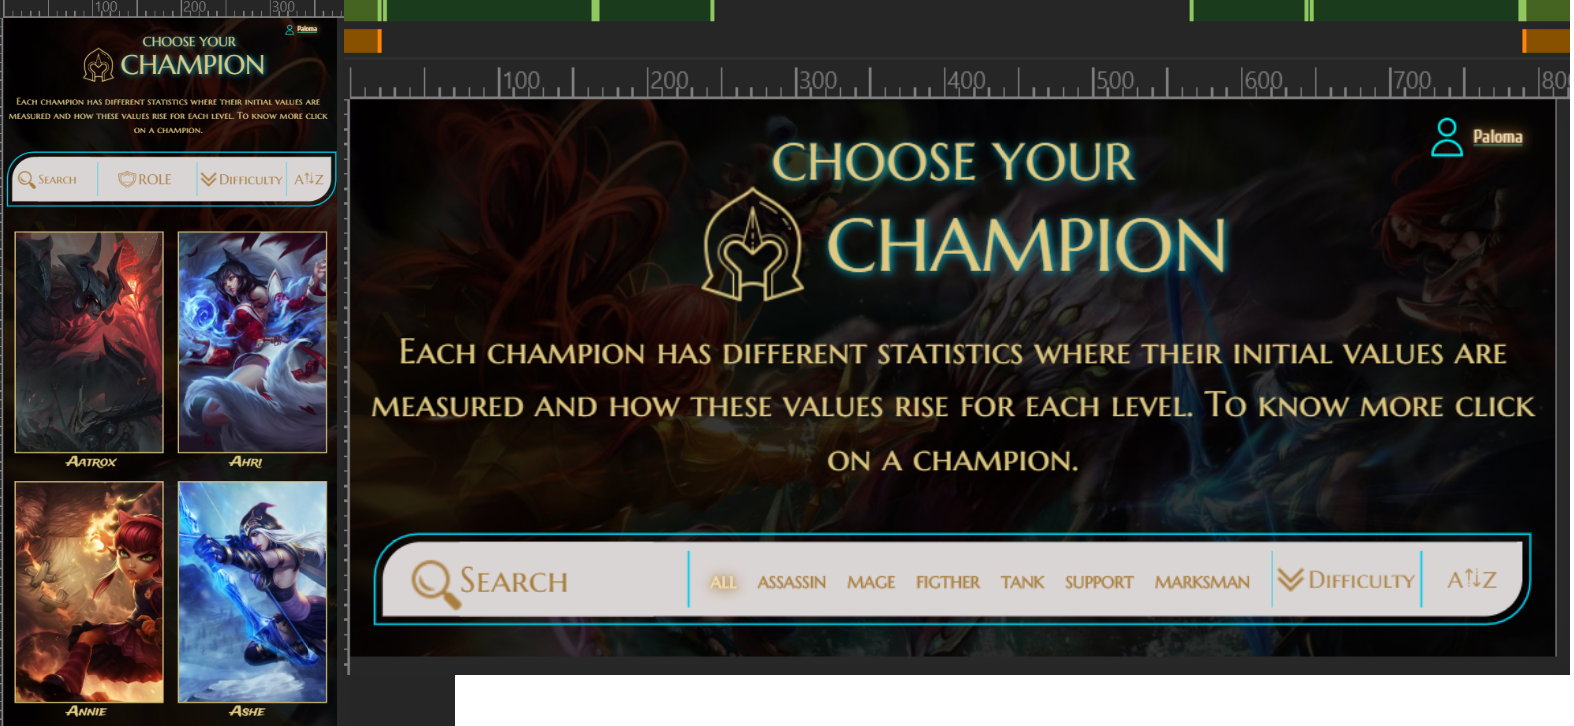 100 200 300
Paloma
CHOOSE YOUR
CHAMPION
Each champion has different statistics where their initial values are
measured and how these values rise for each level. To know more click
on a champion.
Search ROLE Difficulty A Z
Aatrox Ahri
Annie Ashe
100 200 300 400 500 600 700 800
Paloma
CHOOSE YOUR
CHAMPION
Each champion has different statistics where their initial values are
measured and how these values rise for each level. To know more click
on a champion.
Search ALL ASSASSIN MAGE FIGTHER TANK SUPPORT MARKSMAN Difficulty A Z